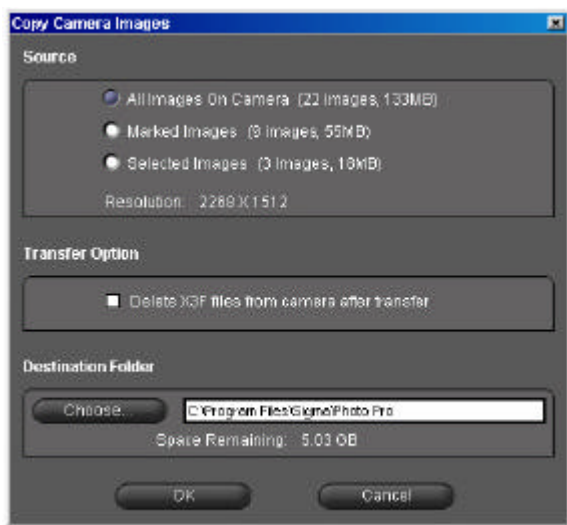 Copy Camera Images
Source
All Images On Camera (22 images, 133MB)
Marked Images (9 images, 55MB)
Selected Images (3 images, 18MB)
Resolution: 2268 X 1512
Transfer Option
Delete X3F files from camera after transfer
Destination Folder
Choose... C:\Program Files\Sigma\Photo Pro
Space Remaining: 5.03 GB
OK Cancel